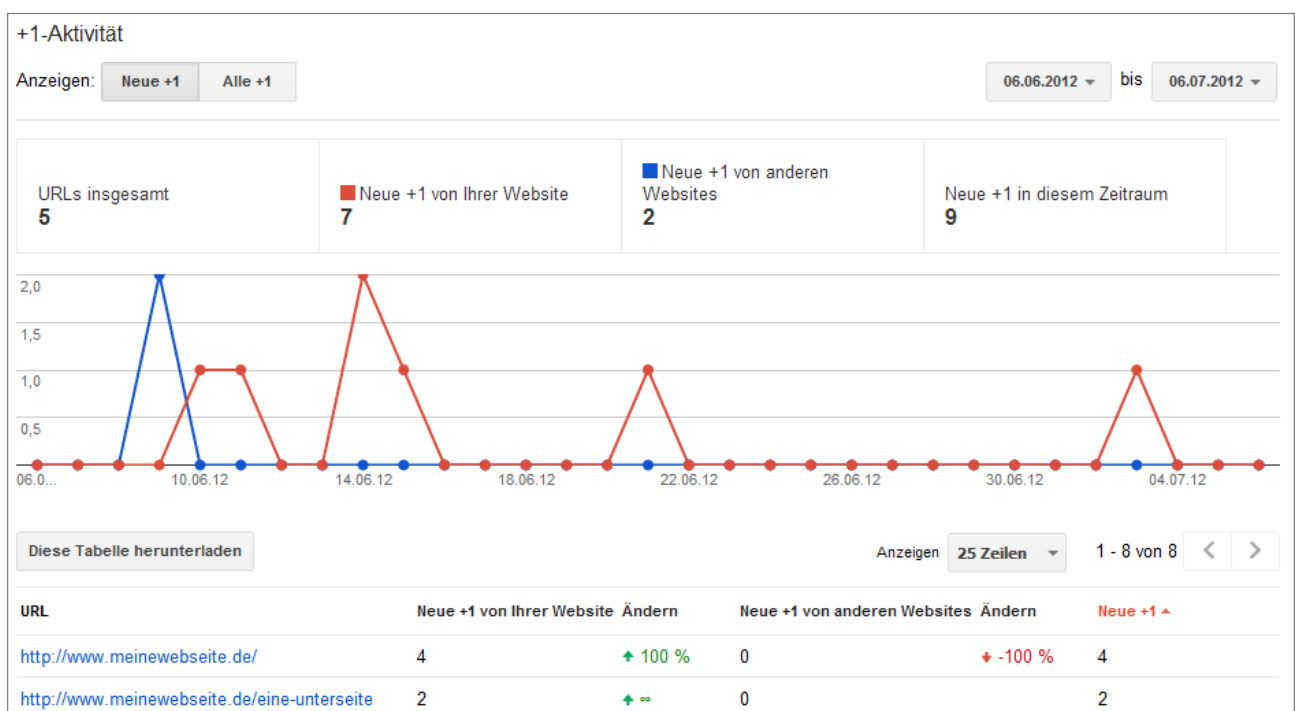 +1-Aktivität
Anzeigen: Neue +1 Alle +1 06.06.2012 bis 06.07.2012
URLs insgesamt
5
Neue +1 von Ihrer Website
7
Neue +1 von anderen
Websites
2
Neue +1 in diesem Zeitraum
9
2,0
1,5
1,0
0,5
06.0... 10.06.12 14.06.12 18.06.12 22.06.12 26.06.12 30.06.12 04.07.12
Diese Tabelle herunterladen Anzeigen 25 Zeilen 1 - 8 von 8
URL Neue +1 von Ihrer Website Ändern Neue +1 von anderen Websites Ändern Neue +1
http://www.meinewebseite.de/ 4 100 % 0 -100 % 4
http://www.meinewebseite.de/eine-unterseite 2 ∞ 0 2